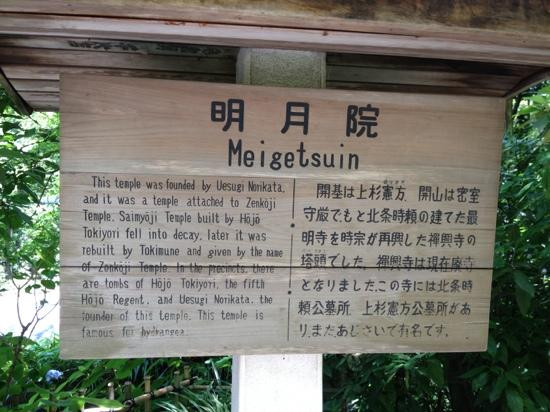 明月院
Meigetsuin
This temple was founded by Uesugi Norikata,
and it was a temple attached to Zenkōji
Temple. Saimyōji Temple built by Hōjō
Tokiyori fell into decay, later it was
rebuilt by Tokimune and given by the name
of Zenkōji Temple. In the precincts, there
are tombs of Hōjō Tokiyori, the fifth
Hōjō Regent, and Uesugi Norikata, the
founder of this temple. This temple is
famous for hydrangea.
開基は上杉憲方、開山は密室
守厳でもと北条時頼の建てた最
明寺を時宗が再興した禅興寺の
塔頭でした。禅興寺は現在廃寺
となりました。この寺には北条時
頼公墓所、上杉憲方公墓所があ
り、またあじさいで有名です。